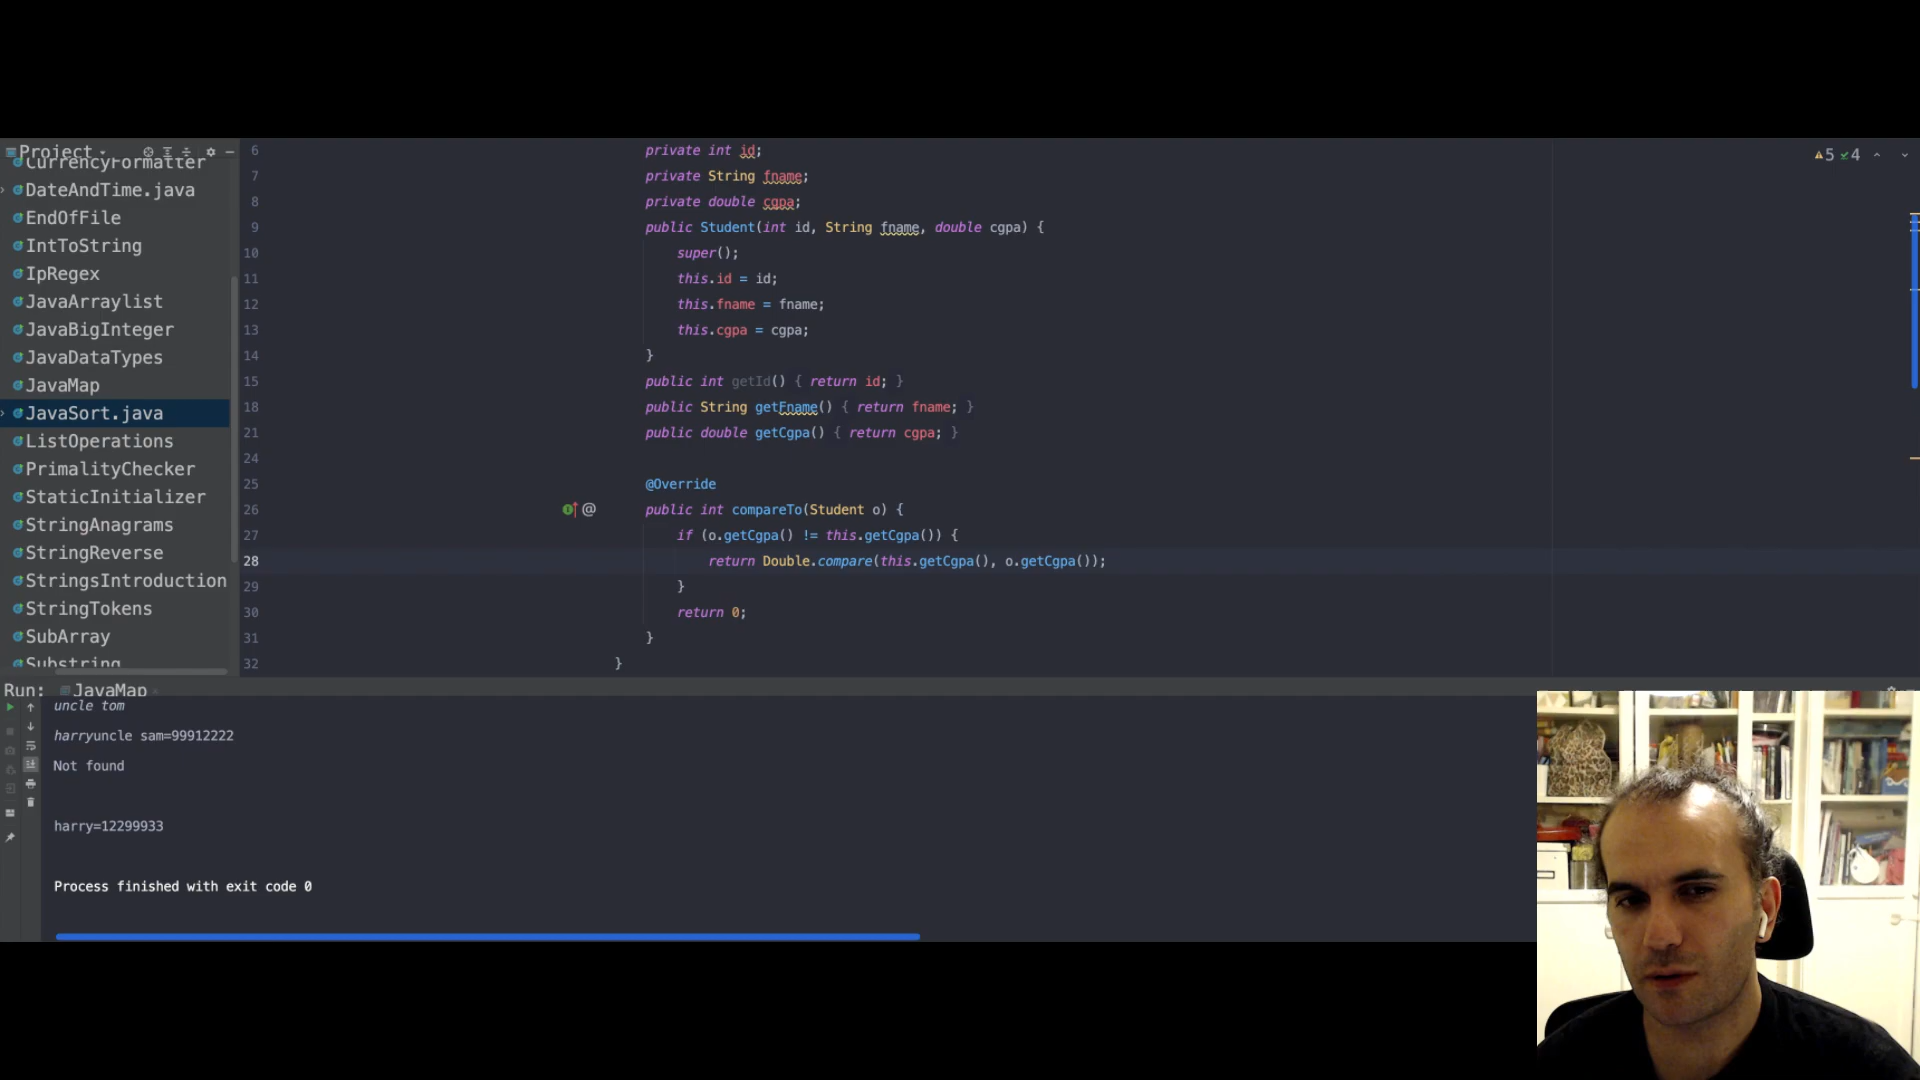 Project
CurrencyFormatter
DateAndTime.java
EndOfFile
IntToString
IpRegex
JavaArraylist
JavaBigInteger
JavaDataTypes
JavaMap
JavaSort.java
ListOperations
PrimalityChecker
StaticInitializer
StringAnagrams
StringReverse
StringsIntroduction
StringTokens
SubArray
Substring
5 4
6 private int id;
7 private String fname;
8 private double cgpa;
9 public Student(int id, String fname, double cgpa) {
10 super();
11 this.id = id;
12 this.fname = fname;
13 this.cgpa = cgpa;
14 }
15 public int getId() { return id; }
18 public String getFname() { return fname; }
21 public double getCgpa() { return cgpa; }
24
25 @Override
26 @ public int compareTo(Student o) {
27 if (o.getCgpa() != this.getCgpa()) {
28 return Double.compare(this.getCgpa(), o.getCgpa());
29 }
30 return 0;
31 }
32 }
Run: JavaMap
uncle tom
harryuncle sam=99912222
Not found
harry=12299933
Process finished with exit code 0